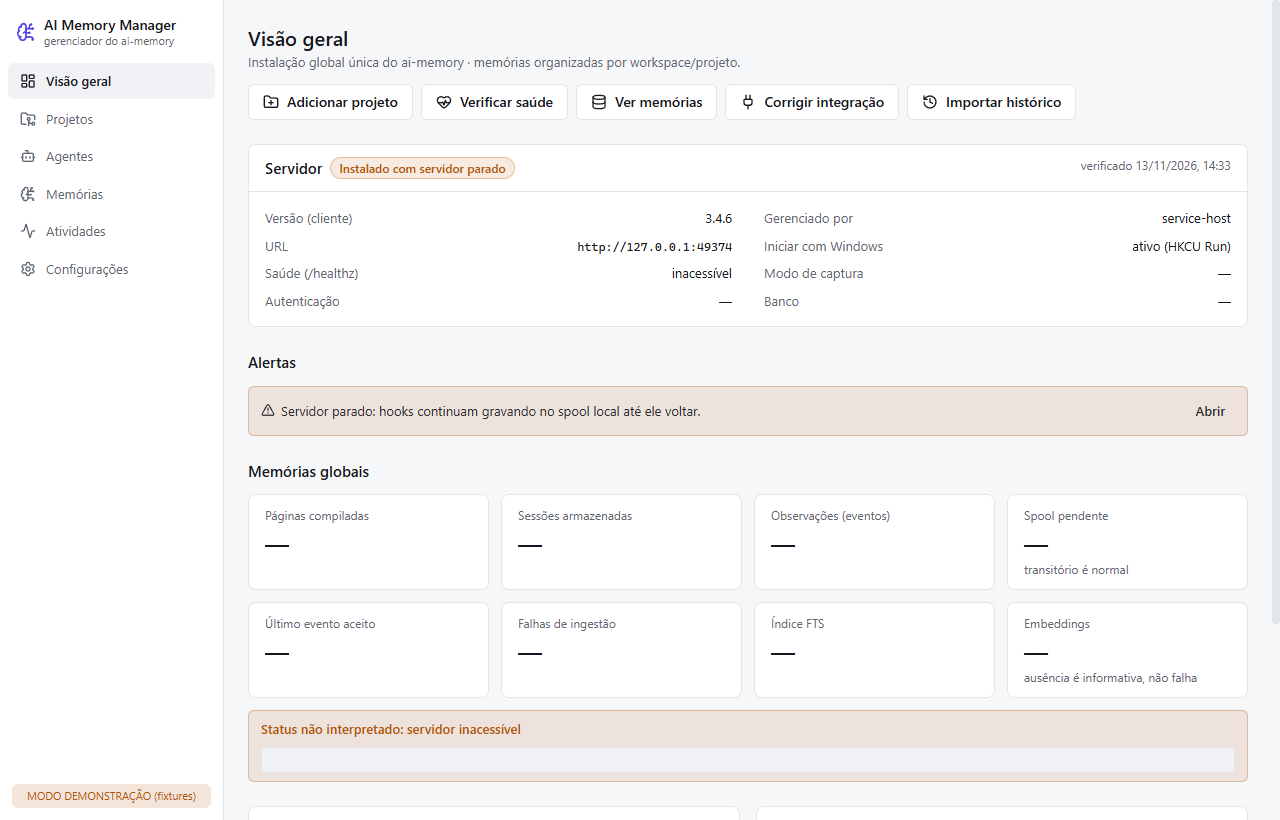 AI Memory Manager
gerenciador do ai-memory
Visão geral
Projetos
Agentes
Memórias
Atividades
Configurações
MODO DEMONSTRAÇÃO (fixtures)
Visão geral
Instalação global única do ai-memory · memórias organizadas por workspace/projeto.
Adicionar projeto
Verificar saúde
Ver memórias
Corrigir integração
Importar histórico
Servidor
Instalado com servidor parado
verificado 13/11/2026, 14:33
Versão (cliente) 3.4.6
Gerenciado por service-host
URL http://127.0.0.1:49374
Iniciar com Windows ativo (HKCU Run)
Saúde (/healthz) inacessível
Modo de captura —
Autenticação —
Banco —
Alertas
Servidor parado: hooks continuam gravando no spool local até ele voltar.
Abrir
Memórias globais
Páginas compiladas
—
Sessões armazenadas
—
Observações (eventos)
—
Spool pendente
—
transitório é normal
Último evento aceito
—
Falhas de ingestão
—
Índice FTS
—
Embeddings
—
ausência é informativa, não falha
Status não interpretado: servidor inacessível